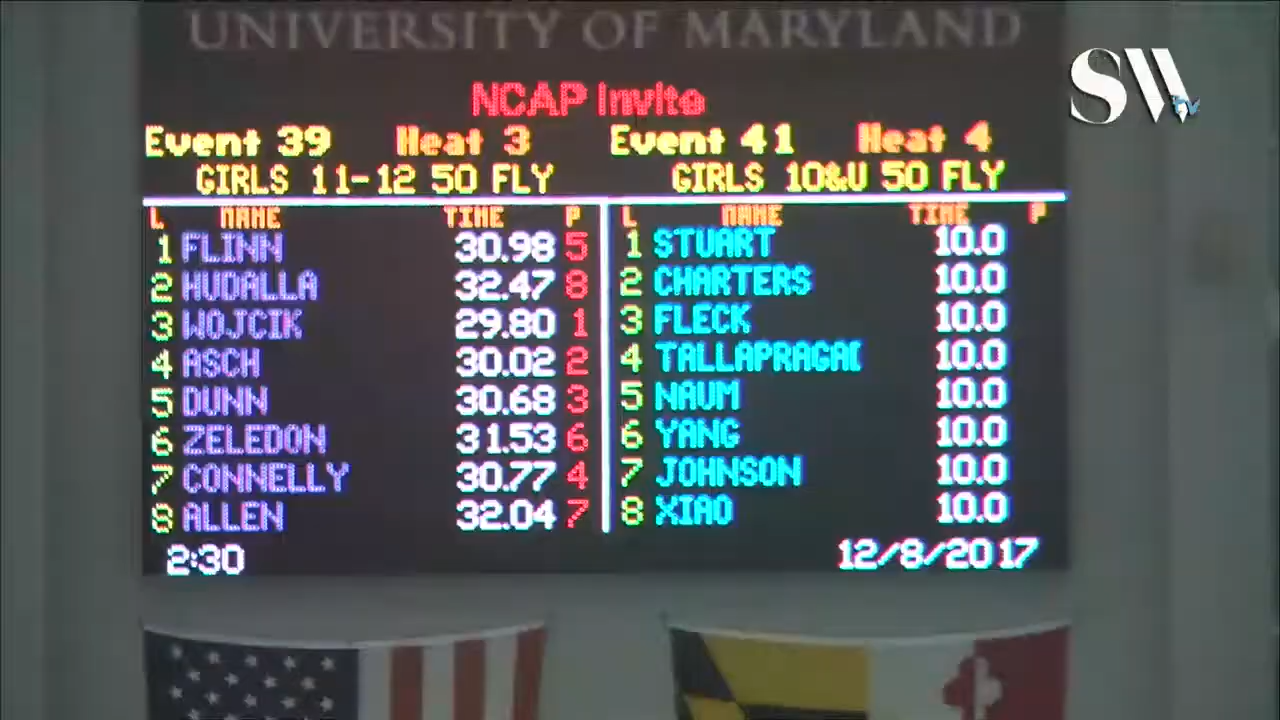 UNIVERSITY OF MARYLAND
SW
tv
NCAP Invite
Event 39 Heat 3 Event 41 Heat 4
GIRLS 11-12 50 FLY GIRLS 10&U 50 FLY
L NAME TIME P L NAME TIME P
1 FLINN 30.98 5 1 STUART 10.0
2 HUDALLA 32.47 8 2 CHARTERS 10.0
3 WOJCIK 29.80 1 3 FLECK 10.0
4 ASCH 30.02 2 4 TALLAPRAGAD 10.0
5 DUNN 30.68 3 5 NAUM 10.0
6 ZELEDON 31.53 6 6 YANG 10.0
7 CONNELLY 30.77 4 7 JOHNSON 10.0
8 ALLEN 32.04 7 8 XIAO 10.0
2:30 12/8/2017